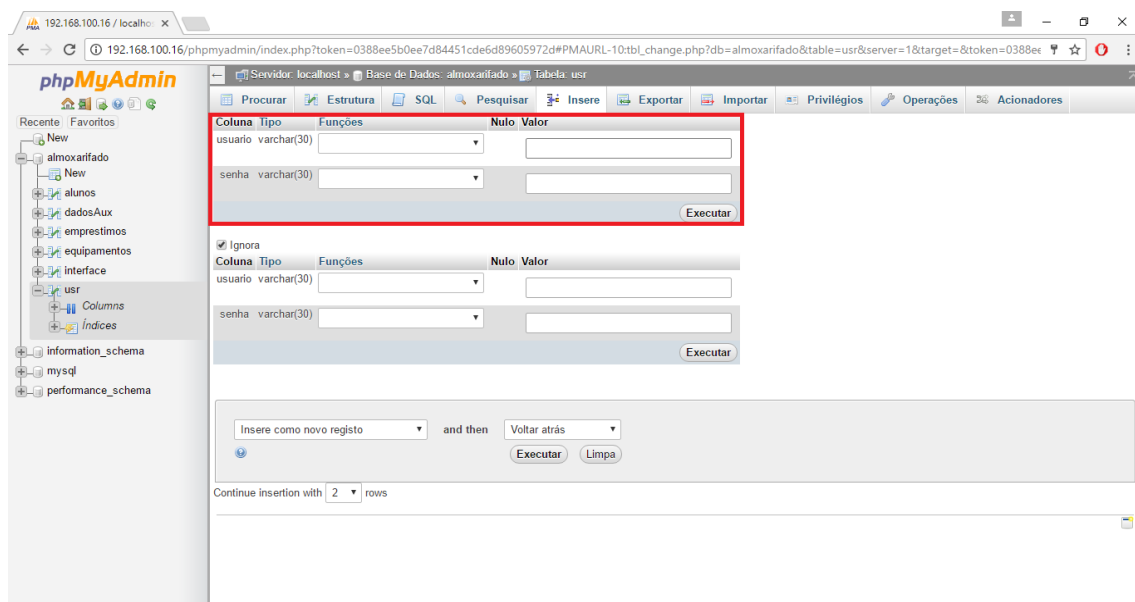 192.168.100.16 / localho
192.168.100.16/phpmyadmin/index.php?token=0388ee5b0ee7d84451cde6d89605972d#PMAURL-10:tbl_change.php?db=almoxarifado&table=usr&server=1&target=&token=0388ee
phpMyAdmin
Recente Favoritos
New
almoxarifado
New
alunos
dadosAux
emprestimos
equipamentos
interface
usr
Columns
Índices
information_schema
mysql
performance_schema
Servidor: localhost » Base de Dados: almoxarifado » Tabela: usr
Procurar Estrutura SQL Pesquisar Insere Exportar Importar Privilégios Operações Acionadores
Coluna Tipo Funções Nulo Valor
usuario varchar(30)
senha varchar(30)
Executar
Ignora
Coluna Tipo Funções Nulo Valor
usuario varchar(30)
senha varchar(30)
Executar
Insere como novo registo and then Voltar atrás
Executar Limpa
Continue insertion with 2 rows